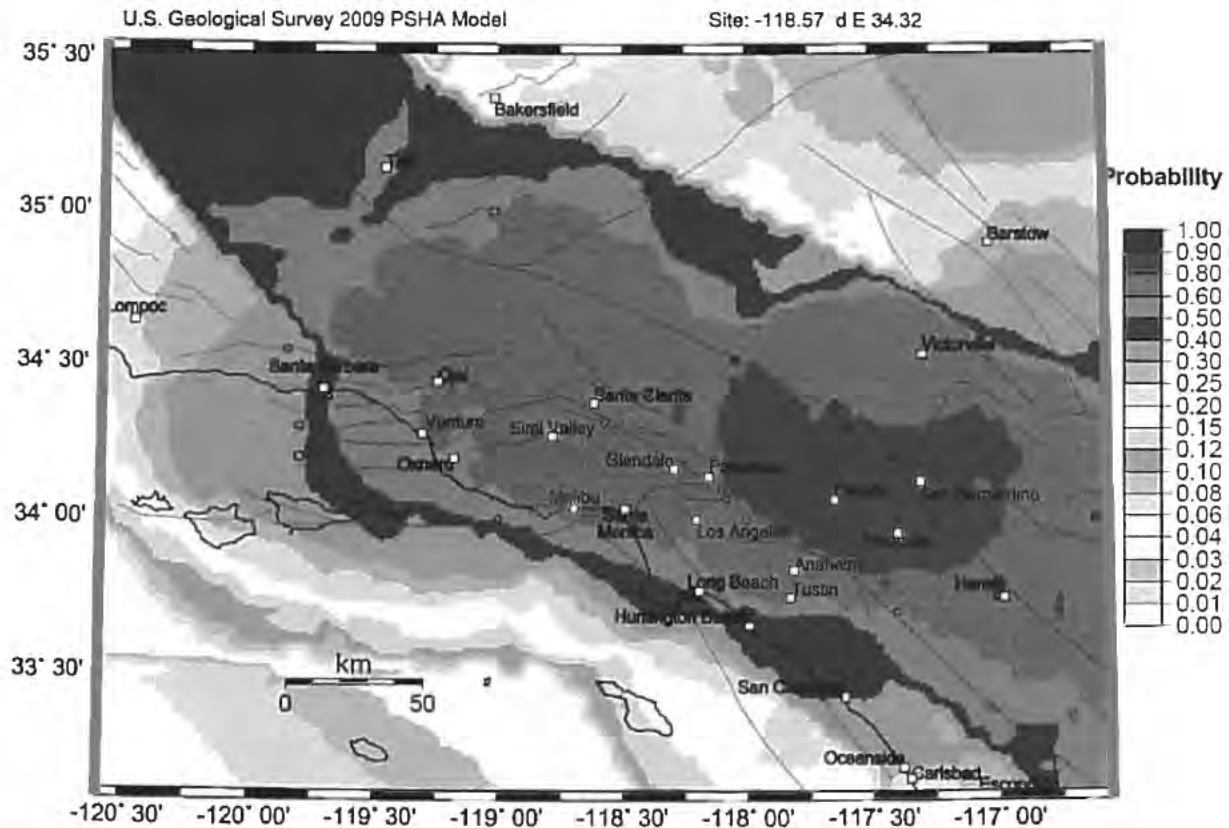 U.S. Geological Survey 2009 PSHA Model
Site: -118.57 d E 34.32
35° 30'
35° 00'
34° 30'
34° 00'
33° 30'
Bakersfield
Barstow
Lompoc
Victorville
Santa Barbara
Ojai
Santa Clarita
Ventura
Simi Valley
Oxnard
Glendale
Malibu
Santa Monica
Los Angeles
San Bernardino
Anaheim
Long Beach
Tustin
Hemet
Huntington Beach
San C
Oceanside
Carlsbad
km
0 50
-120° 30'
-120° 00'
-119° 30'
-119° 00'
-118° 30'
-118° 00'
-117° 30'
-117° 00'
Probability
1.00
0.90
0.80
0.60
0.50
0.40
0.30
0.25
0.20
0.15
0.12
0.10
0.08
0.06
0.04
0.03
0.02
0.01
0.00